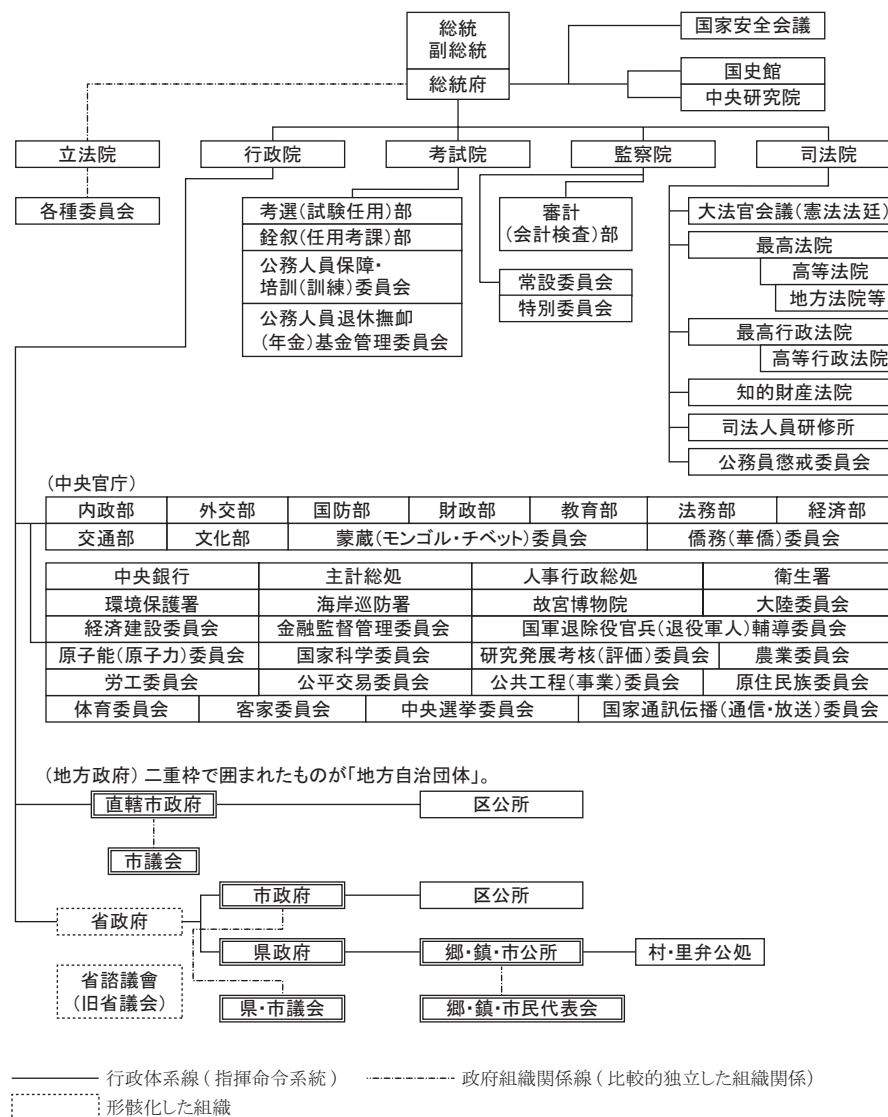 総統
副総統
総統府
国家安全会議
国史館
中央研究院
立法院
行政院
考試院
監察院
司法院
各種委員会
考選(試験任用)部
銓叙(任用考課)部
公務人員保障・
培訓(訓練)委員会
公務人員退休撫卹
(年金)基金管理委員会
審計
(会計検査)部
常設委員会
特別委員会
大法官会議(憲法法廷)
最高法院
高等法院
地方法院等
最高行政法院
高等行政法院
知的財産法院
司法人員研修所
公務員懲戒委員会
(中央官庁)
内政部 外交部 国防部 財政部 教育部 法務部 経済部
交通部 文化部 蒙蔵(モンゴル・チベット)委員会 僑務(華僑)委員会
中央銀行 主計総処 人事行政総処 衛生署
環境保護署 海岸巡防署 故宮博物院 大陸委員会
経済建設委員会 金融監督管理委員会 国軍退除役官兵(退役軍人)輔導委員会
原子能(原子力)委員会 国家科学委員会 研究発展考核(評価)委員会 農業委員会
労工委員会 公平交易委員会 公共工程(事業)委員会 原住民族委員会
体育委員会 客家委員会 中央選挙委員会 国家通訊伝播(通信・放送)委員会
(地方政府) 二重枠で囲まれたものが「地方自治団体」。
直轄市政府 区公所
市議会
市政府 区公所
省政府
県政府 郷・鎮・市公所 村・里弁公処
省諮議會
(旧省議会)
県・市議会 郷・鎮・市民代表会
行政体系線(指揮命令系統) 政府組織関係線(比較的独立した組織関係)
形骸化した組織